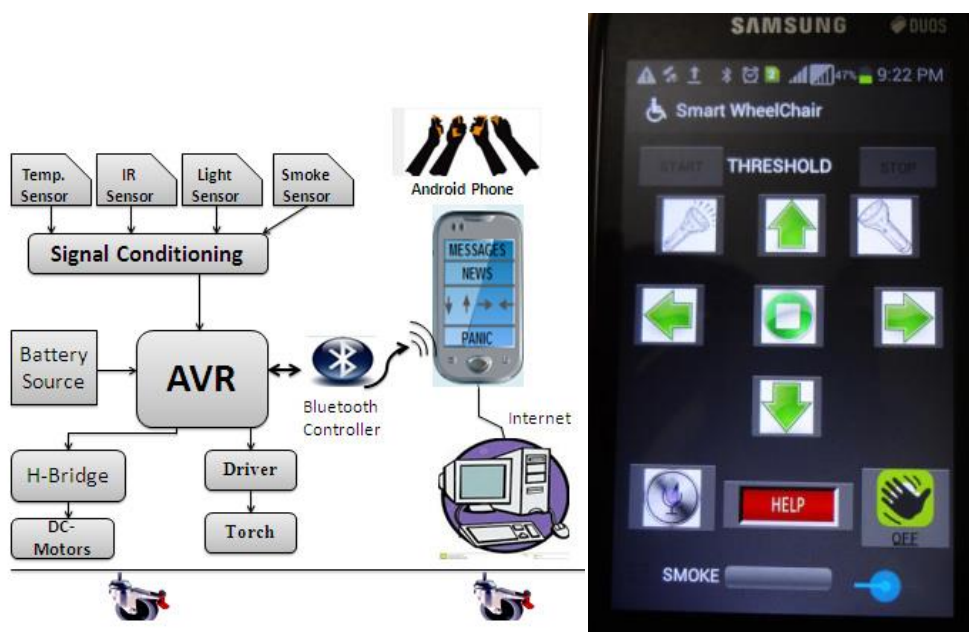 Temp.
Sensor
IR
Sensor
Light
Sensor
Smoke
Sensor
Signal Conditioning
Battery
Source
AVR
Bluetooth
Controller
H-Bridge
DC-
Motors
Driver
Torch
Android Phone
MESSAGES
NEWS
PANIC
Internet
SAMSUNG
DUOS
47%
9:22 PM
Smart WheelChair
START
THRESHOLD
STOP
HELP
OFF
SMOKE